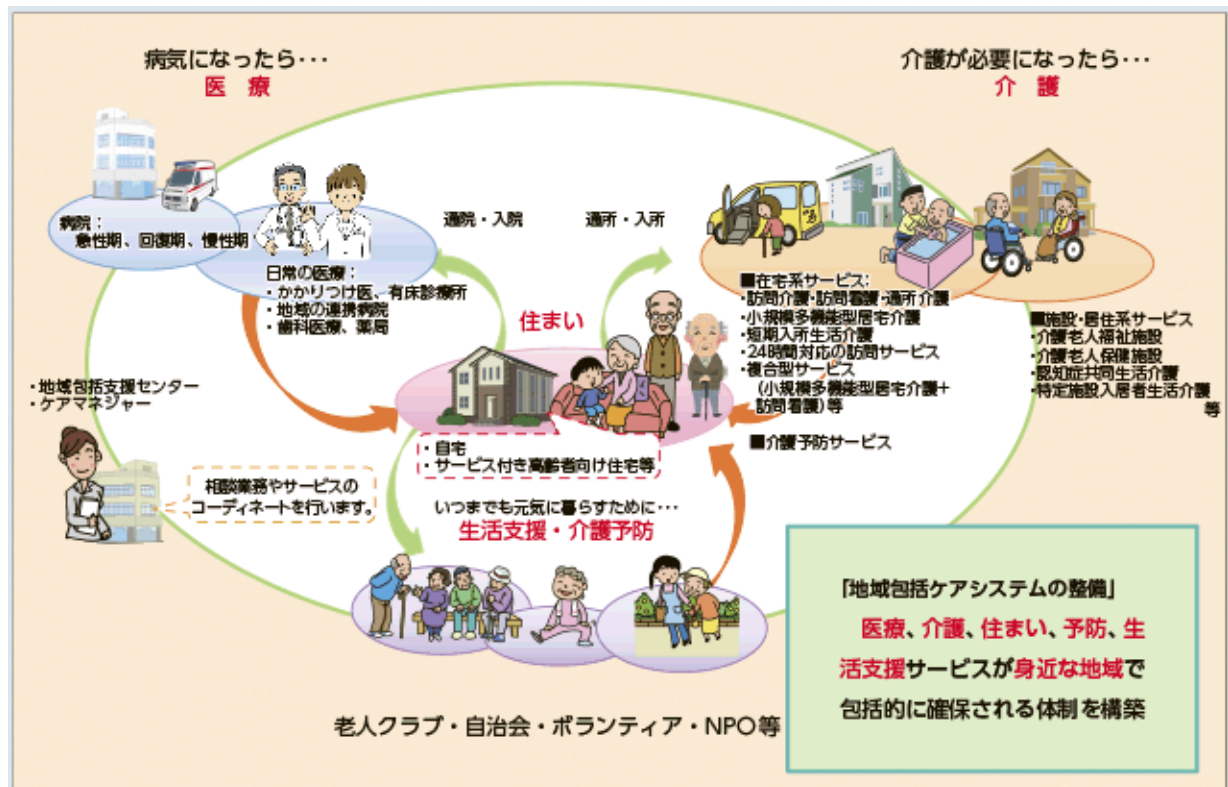 病気になったら･･･
医 療
介護が必要になったら･･･
介 護
病院：
急性期、回復期、慢性期
日常の医療：
・かかりつけ医、有床診療所
・地域の連携病院
・歯科医療、薬局
通院・入院
通所・入所
住まい
■在宅系サービス：
・訪問介護・訪問看護・通所介護
・小規模多機能型居宅介護
・短期入所生活介護
・24時間対応の訪問サービス
・複合型サービス
（小規模多機能型居宅介護＋
訪問看護）等
■介護予防サービス
■施設・居住系サービス
・介護老人福祉施設
・介護老人保健施設
・認知症共同生活介護
・特定施設入居者生活介護
等
・地域包括支援センター
・ケアマネジャー
相談業務やサービスの
コーディネートを行います。
・自宅
・サービス付き高齢者向け住宅等
いつまでも元気に暮らすために･･･
生活支援・介護予防
老人クラブ・自治会・ボランティア・NPO等
「地域包括ケアシステムの整備」
医療、介護、住まい、予防、生
活支援サービスが身近な地域で
包括的に確保される体制を構築